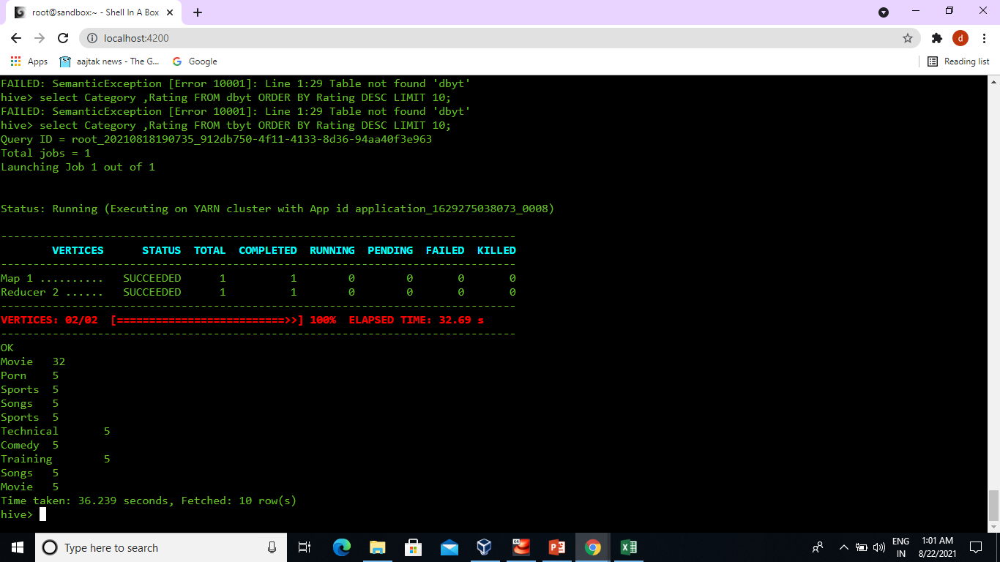 root@sandbox:~ - Shell In A Box
localhost:4200
Apps
aajtak news - The G...
Google
Reading list
d
FAILED: SemanticException [Error 10001]: Line 1:29 Table not found 'dbyt'
hive> select Category ,Rating FROM dbyt ORDER BY Rating DESC LIMIT 10;
FAILED: SemanticException [Error 10001]: Line 1:29 Table not found 'dbyt'
hive> select Category ,Rating FROM tbyt ORDER BY Rating DESC LIMIT 10;
Query ID = root_20210818190735_912db750-4f11-4133-8d36-94aa40f3e963
Total jobs = 1
Launching Job 1 out of 1
Status: Running (Executing on YARN cluster with App id application_1629275038073_0008)
--------------------------------------------------------------------------------
VERTICES STATUS TOTAL COMPLETED RUNNING PENDING FAILED KILLED
--------------------------------------------------------------------------------
Map 1 .......... SUCCEEDED 1 1 0 0 0 0
Reducer 2 ...... SUCCEEDED 1 1 0 0 0 0
--------------------------------------------------------------------------------
VERTICES: 02/02 [==========================>>] 100% ELAPSED TIME: 32.69 s
--------------------------------------------------------------------------------
OK
Movie 32
Porn 5
Sports 5
Songs 5
Sports 5
Technical 5
Comedy 5
Training 5
Songs 5
Movie 5
Time taken: 36.239 seconds, Fetched: 10 row(s)
hive>
Type here to search
ENG
IN
1:01 AM
8/22/2021